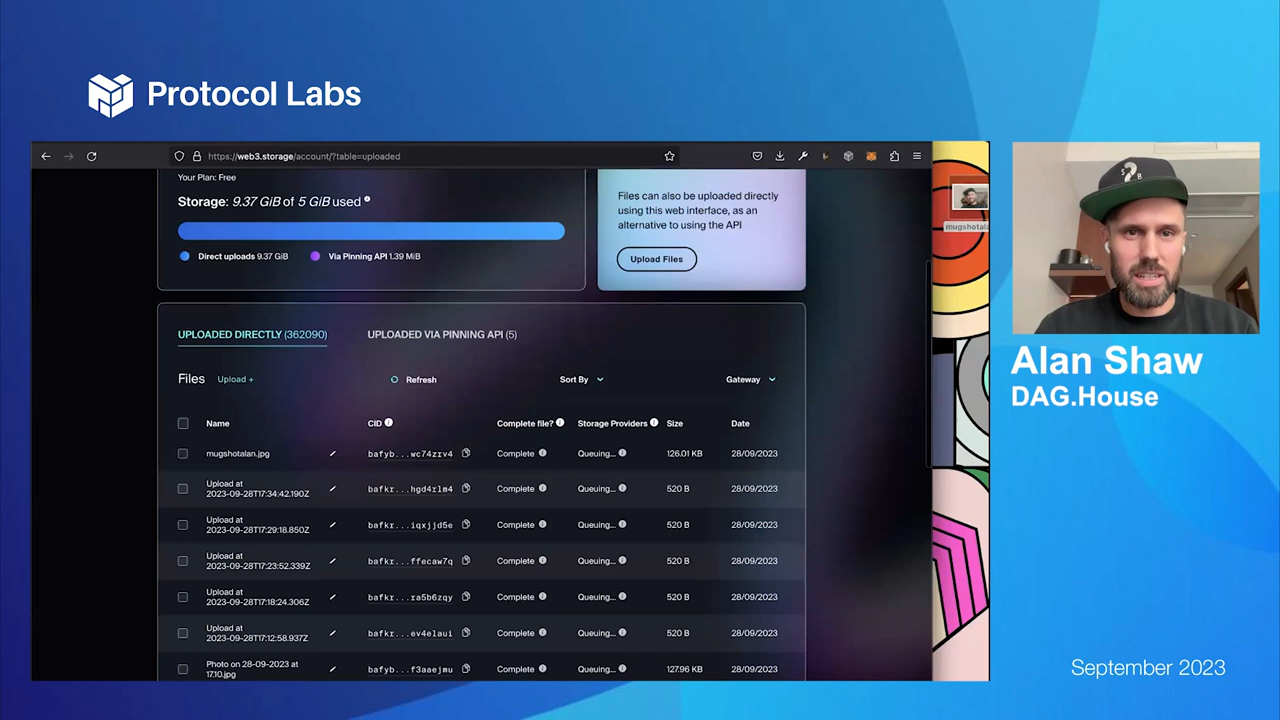 Protocol Labs
https://web3.storage/account/?table=uploaded
Your Plan: Free
Storage: 9.37 GiB of 5 GiB used
Direct uploads 9.37 GiB
Via Pinning API 1.39 MiB
Files can also be uploaded directly
using this web interface, as an
alternative to using the API
Upload Files
mugshotala
UPLOADED DIRECTLY (362090)
UPLOADED VIA PINNING API (5)
Files
Upload +
Refresh
Sort By
Gateway
Name CID Complete file? Storage Providers Size Date
mugshotalan.jpg bafyb...wc74zrv4 Complete Queuing... 126.01 KB 28/09/2023
Upload at
2023-09-28T17:34:42.190Z bafkr...hgd4rlm4 Complete Queuing... 520 B 28/09/2023
Upload at
2023-09-28T17:29:18.850Z bafkr...iqxjjd5e Complete Queuing... 520 B 28/09/2023
Upload at
2023-09-28T17:23:52.339Z bafkr...ffecaw7q Complete Queuing... 520 B 28/09/2023
Upload at
2023-09-28T17:18:24.306Z bafkr...ra5b6zqy Complete Queuing... 520 B 28/09/2023
Upload at
2023-09-28T17:12:58.937Z bafkr...ev4elaui Complete Queuing... 520 B 28/09/2023
Photo on 28-09-2023 at
17.10.jpg bafyb...f3aaejmu Complete Queuing... 127.96 KB 28/09/2023
Alan Shaw
DAG.House
September 2023